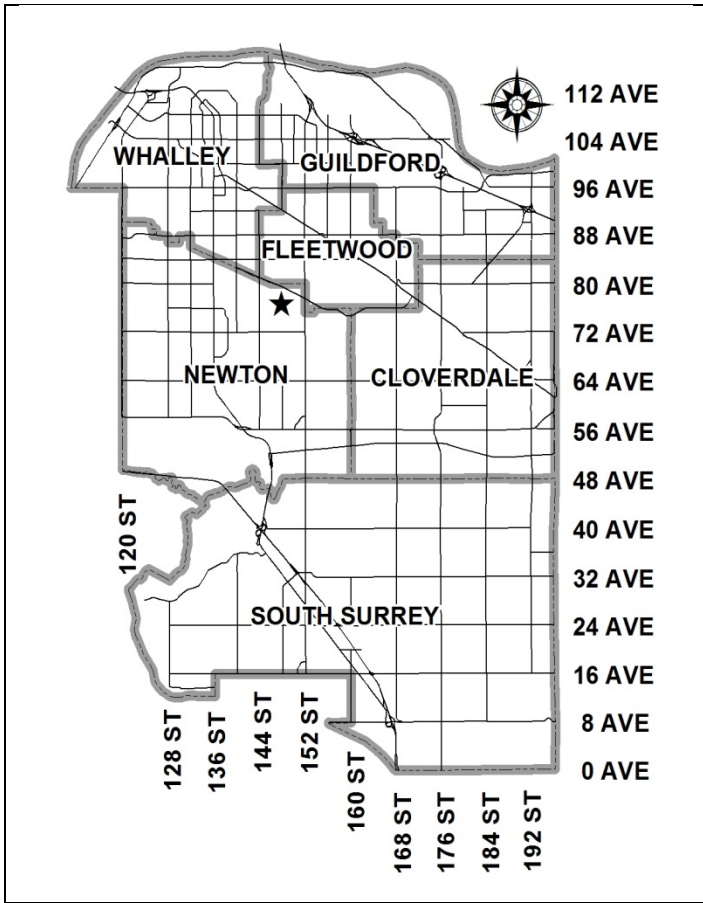 112 AVE
104 AVE
WHALLEY
GUILDFORD
96 AVE
88 AVE
FLEETWOOD
80 AVE
72 AVE
NEWTON
CLOVERDALE
64 AVE
56 AVE
48 AVE
120 ST
40 AVE
32 AVE
SOUTH SURREY
24 AVE
16 AVE
8 AVE
0 AVE
128 ST
136 ST
144 ST
152 ST
160 ST
168 ST
176 ST
184 ST
192 ST